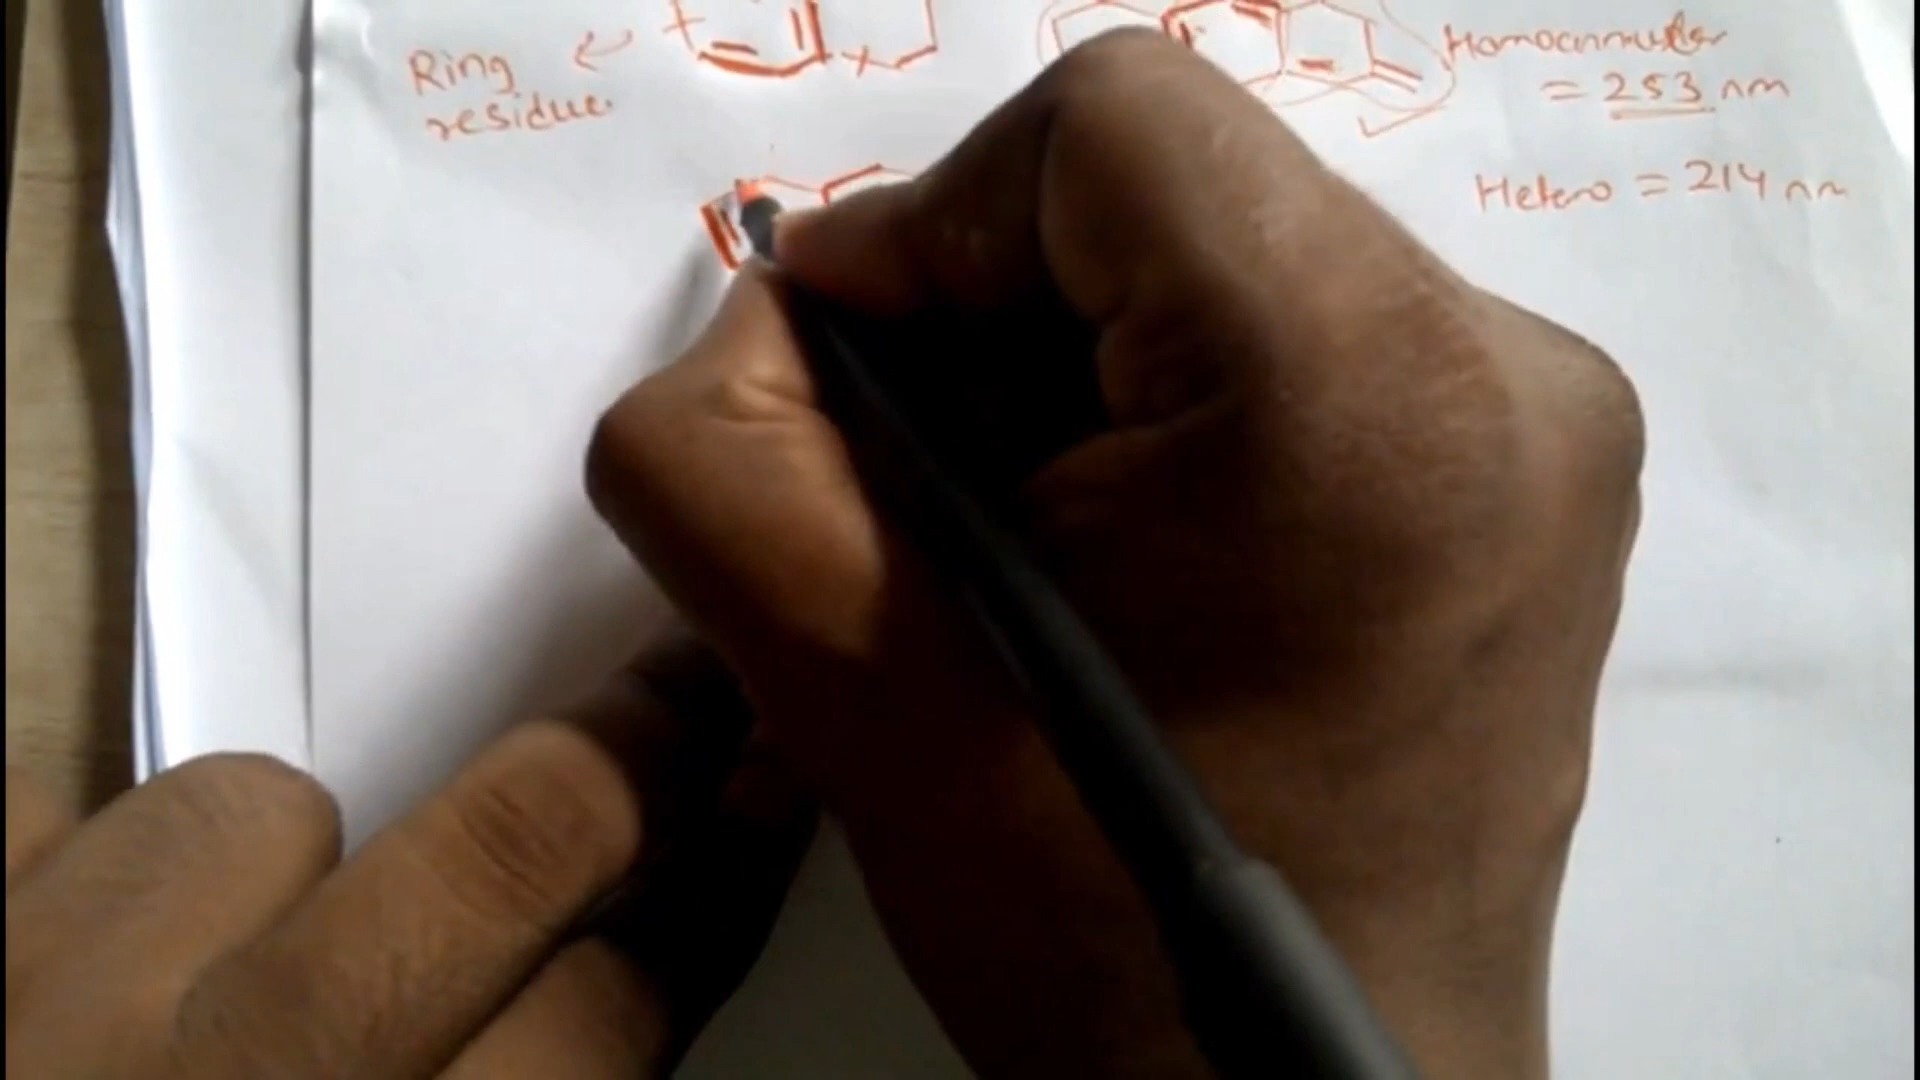 Ring
residue.
Homoannular
= 253 nm
Hetero = 214 nm